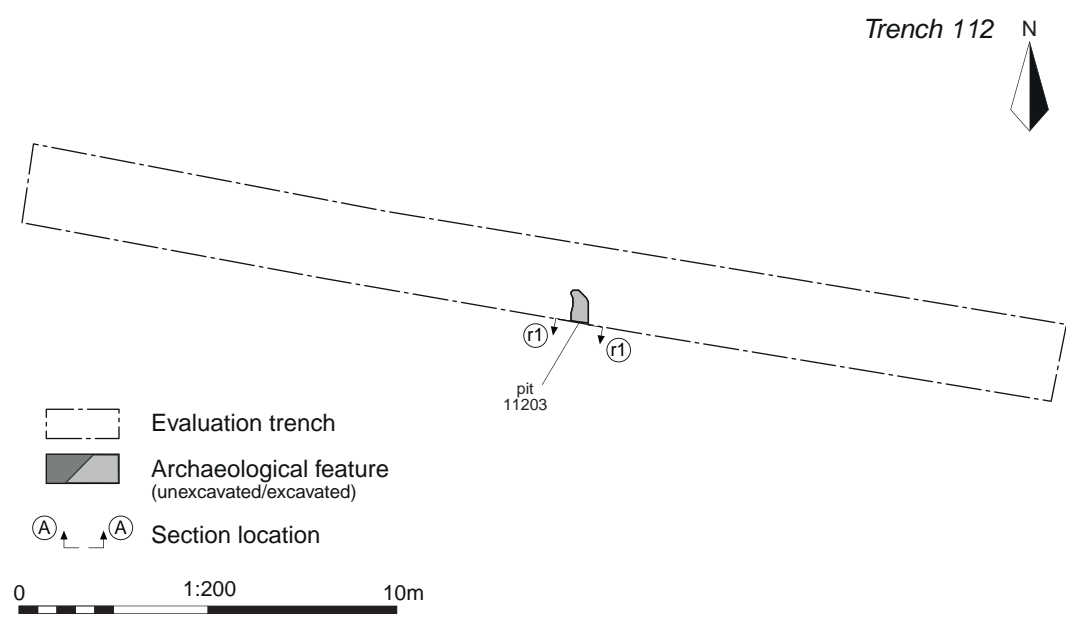 Trench 112
N
r1
r1
pit
11203
Evaluation trench
Archaeological feature
(unexcavated/excavated)
A A
Section location
0 1:200 10m